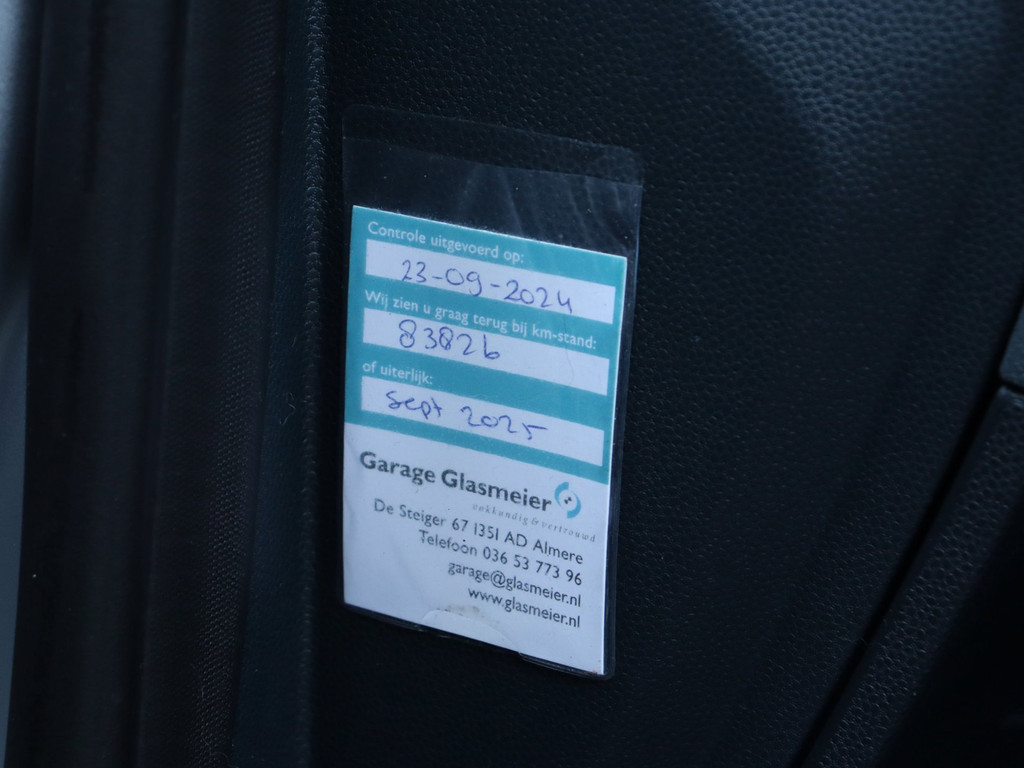 Controle uitgevoerd op:
23-09-2024
Wij zien u graag terug bij km-stand:
83826
of uiterlijk:
sept 2025
Garage Glasmeier
vakkundig & vertrouwd
De Steiger 67 1351 AD Almere
Telefoon 036 53 773 96
garage@glasmeier.nl
www.glasmeier.nl